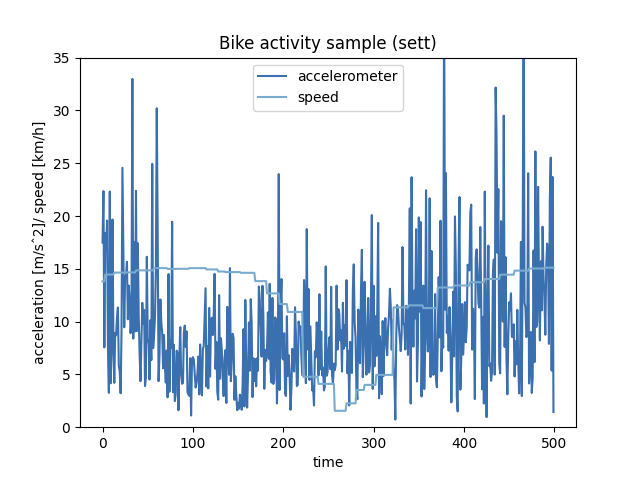 Bike activity sample (sett)
accelerometer
speed
acceleration [m/s^2]/ speed [km/h]
35
30
25
20
15
10
5
0
0
100
200
300
400
500
time